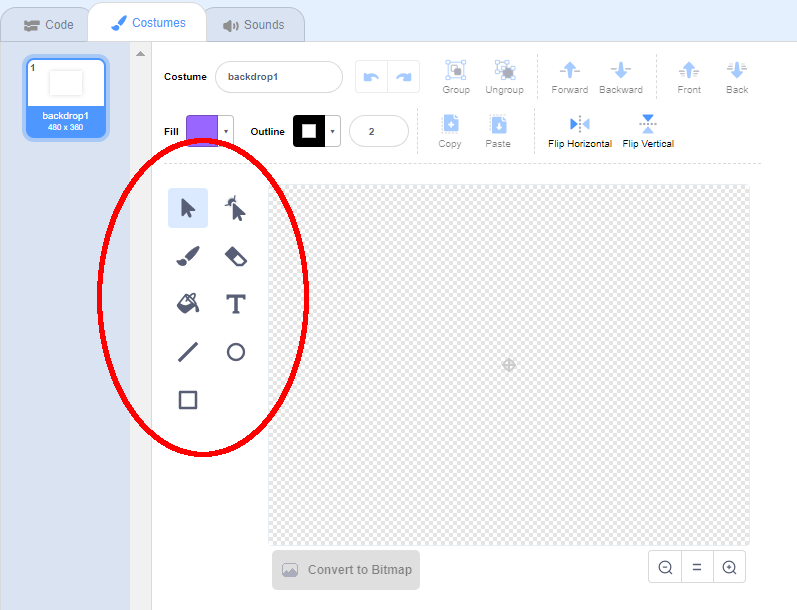 Code
Costumes
Sounds
1
backdrop1
480 x 360
Costume
backdrop1
Group
Ungroup
Forward
Backward
Front
Back
Fill
Outline
2
Copy
Paste
Flip Horizontal
Flip Vertical
T
Convert to Bitmap